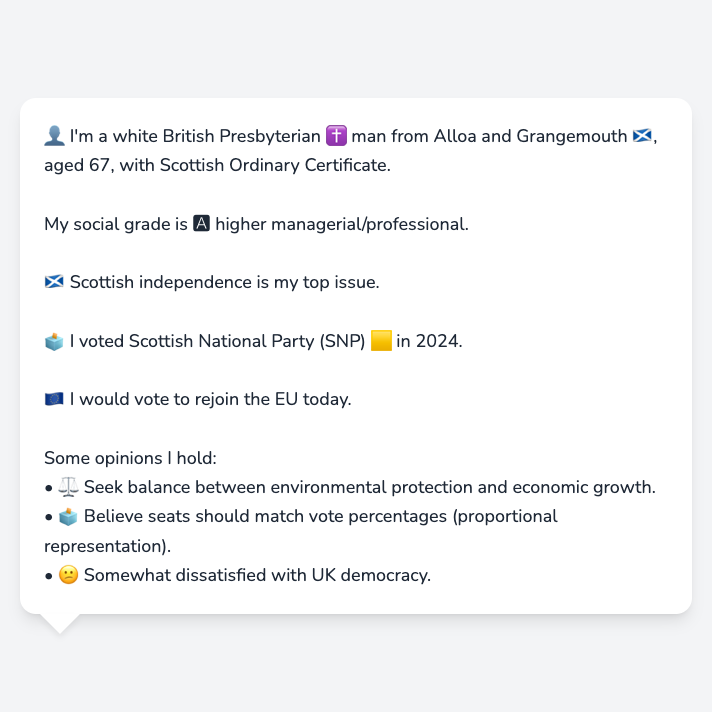 👤 I'm a white British Presbyterian ✝️ man from Alloa and Grangemouth 🏴󠁧󠁢󠁳󠁣󠁴󠁿,
aged 67, with Scottish Ordinary Certificate.
My social grade is 🅰 higher managerial/professional.
🏴󠁧󠁢󠁳󠁣󠁴󠁿 Scottish independence is my top issue.
🗳️ I voted Scottish National Party (SNP) 🟨 in 2024.
🇪🇺 I would vote to rejoin the EU today.
Some opinions I hold:
• ⚖️ Seek balance between environmental protection and economic growth.
• 🗳️ Believe seats should match vote percentages (proportional
representation).
• 😕 Somewhat dissatisfied with UK democracy.